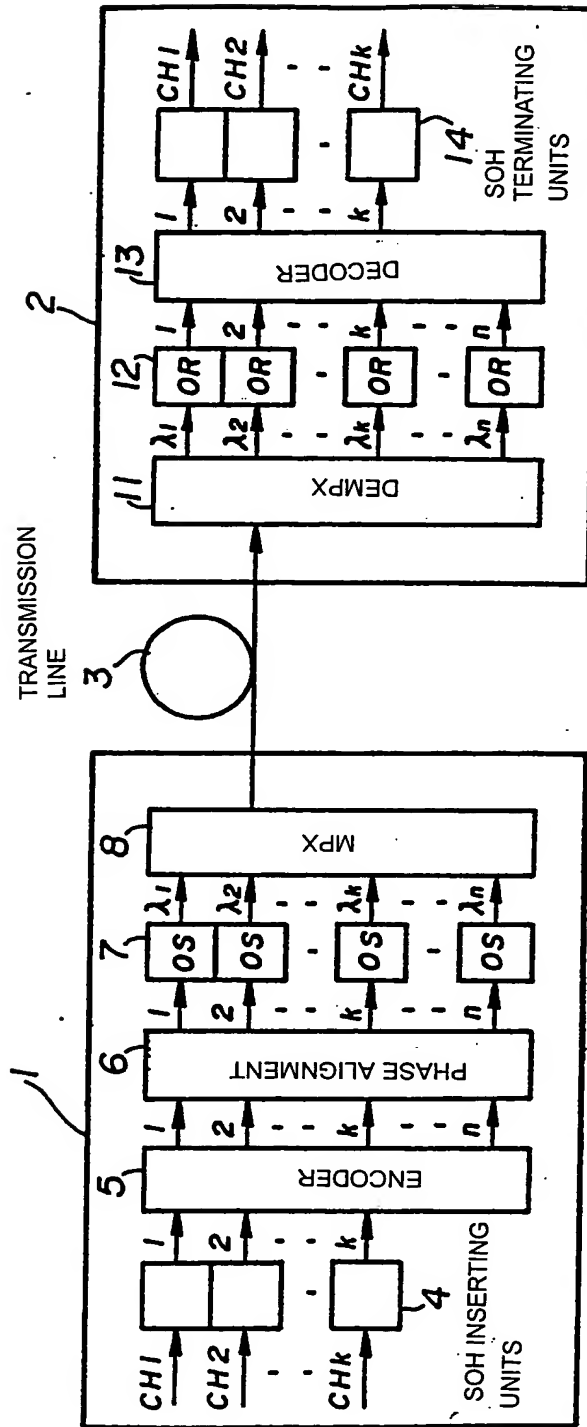 1
TRANSMISSION
LINE
3
2
CH1
CH2
CHk
4
SOH INSERTING
UNITS
1
2
k
5
ENCODER
1
2
k
n
6
PHASE ALIGNMENT
1
2
k
n
7
OS
OS
OS
OS
λ1
λ2
λk
λn
8
MPX
11
DEMPX
λ1
λ2
λk
λn
12
OR
OR
OR
OR
1
2
k
n
13
DECODER
1
2
k
14
SOH
TERMINATING
UNITS
CH1
CH2
CHk